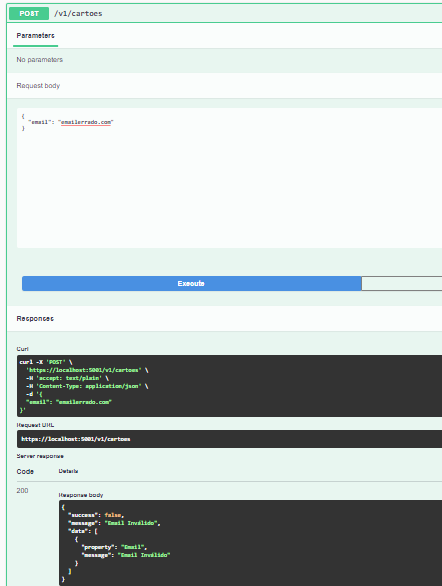 POST /v1/cartoes
Parameters
No parameters
Request body
{
"email": "emailerrado.com"
}
Execute
Responses
Curl
curl -X 'POST' \
'https://localhost:5001/v1/cartoes' \
-H 'accept: text/plain' \
-H 'Content-Type: application/json' \
-d '{
"email": "emailerrado.com"
}'
Request URL
https://localhost:5001/v1/cartoes
Server response
Code Details
200
Response body
{
"success": false,
"message": "Email Inválido",
"data": [
{
"property": "Email",
"message": "Email Inválido"
}
]
}